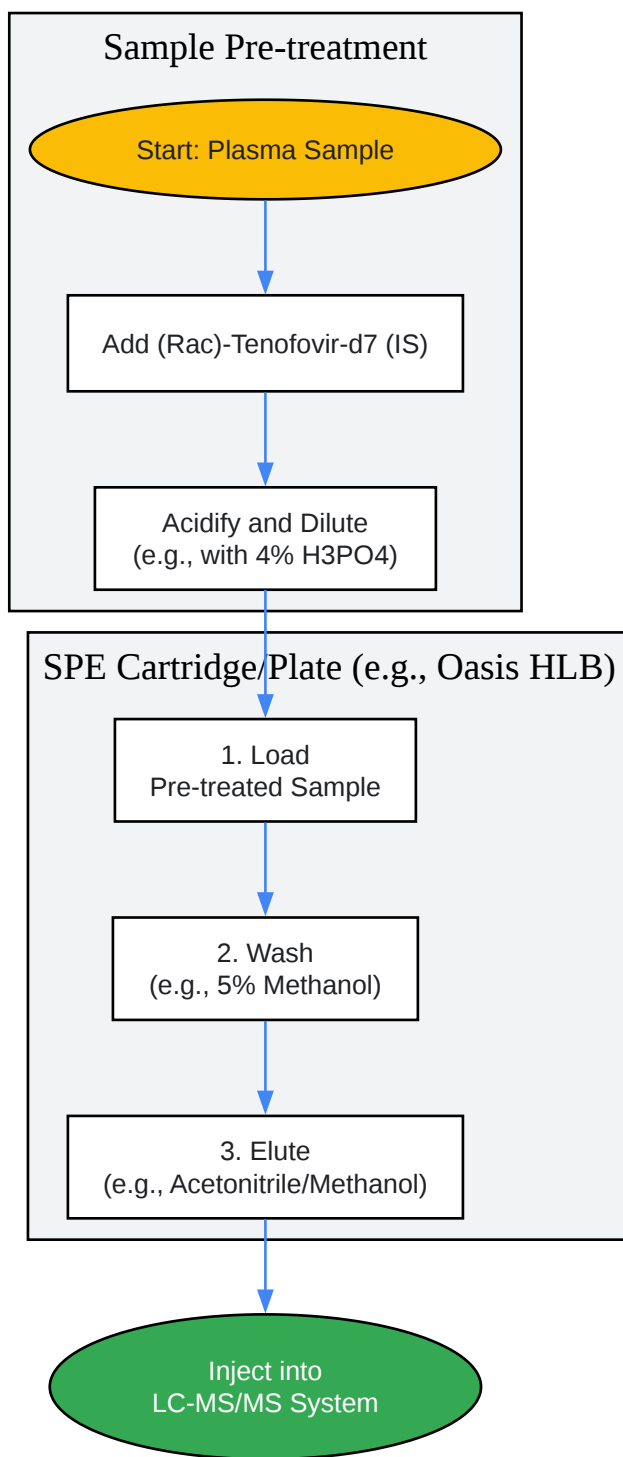 Sample Pre-treatment
Start: Plasma Sample
Add (Rac)-Tenofovir-d7 (IS)
Acidify and Dilute
(e.g., with 4% H3PO4)
SPE Cartridge/Plate (e.g., Oasis HLB)
1. Load
Pre-treated Sample
2. Wash
(e.g., 5% Methanol)
3. Elute
(e.g., Acetonitrile/Methanol)
Inject into
LC-MS/MS System